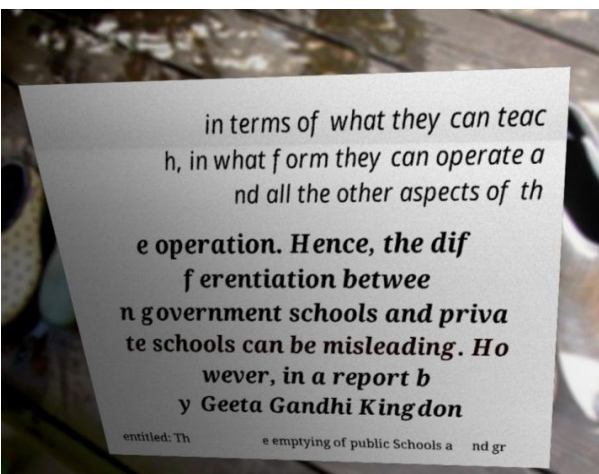 in terms of what they can teac
h, in what form they can operate a
nd all the other aspects of th
e operation. Hence, the dif
ferentiation betwee
n government schools and priva
te schools can be misleading. Ho
wever, in a report b
y Geeta Gandhi Kingdon
entitled: Th e emptying of public Schools a nd gr